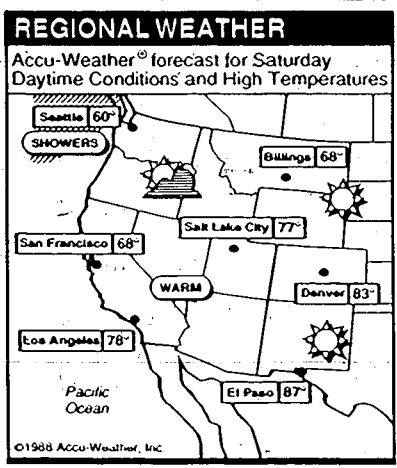 REGIONAL WEATHER
Accu-Weather® forecast for Saturday
Daytime Conditions and High Temperatures
Seattle 60°
SHOWERS
Billings 68°
Salt Lake City 77°
San Francisco 68°
WARM
Denver 83°
Los Angeles 78°
El Paso 87°
Pacific
Ocean
©1988 Accu-Weather, Inc.